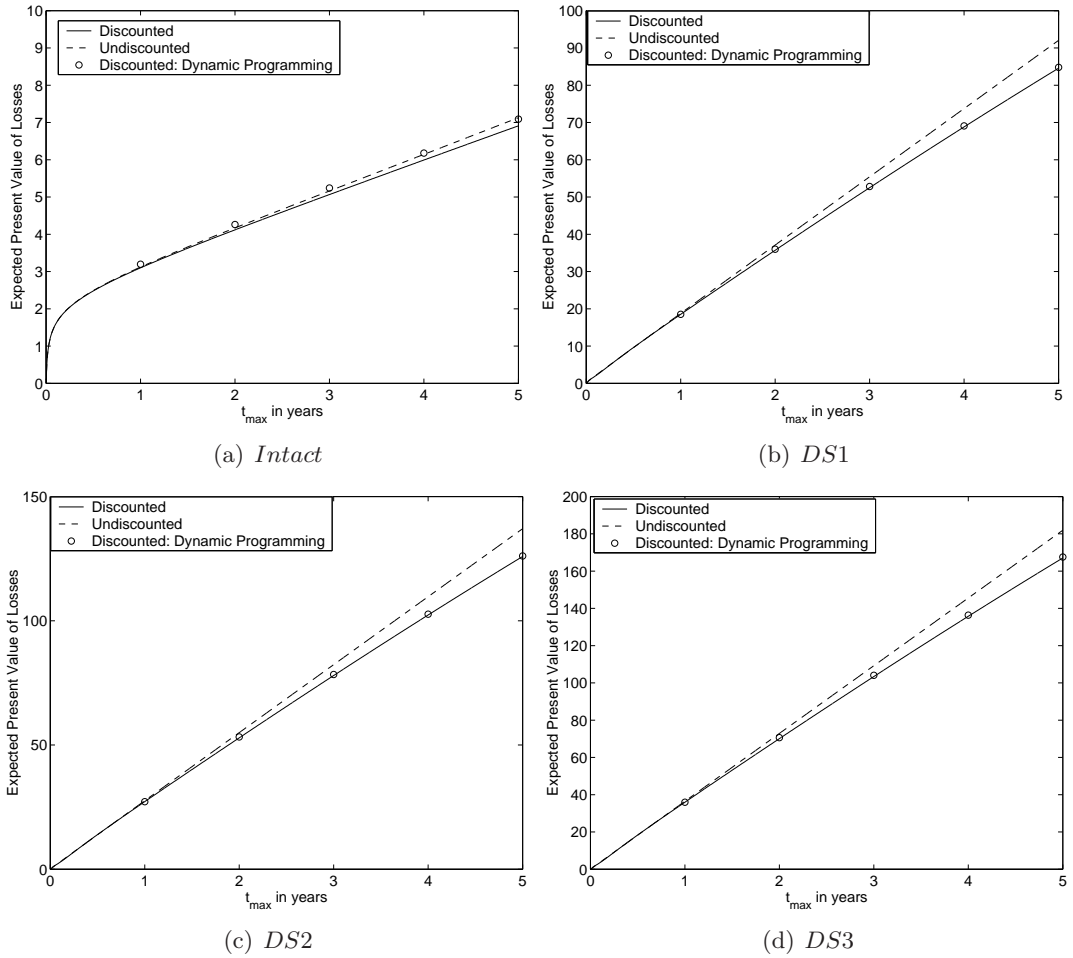 10
9
8
7
6
5
4
3
2
1
0
Expected Present Value of Losses
Discounted
Undiscounted
Discounted: Dynamic Programming
0 1 2 3 4 5
t_max in years
(a) Intact
100
90
80
70
60
50
40
30
20
10
0
Expected Present Value of Losses
Discounted
Undiscounted
Discounted: Dynamic Programming
0 1 2 3 4 5
t_max in years
(b) DS1
150
100
50
0
Expected Present Value of Losses
Discounted
Undiscounted
Discounted: Dynamic Programming
0 1 2 3 4 5
t_max in years
(c) DS2
200
180
160
140
120
100
80
60
40
20
0
Expected Present Value of Losses
Discounted
Undiscounted
Discounted: Dynamic Programming
0 1 2 3 4 5
t_max in years
(d) DS3